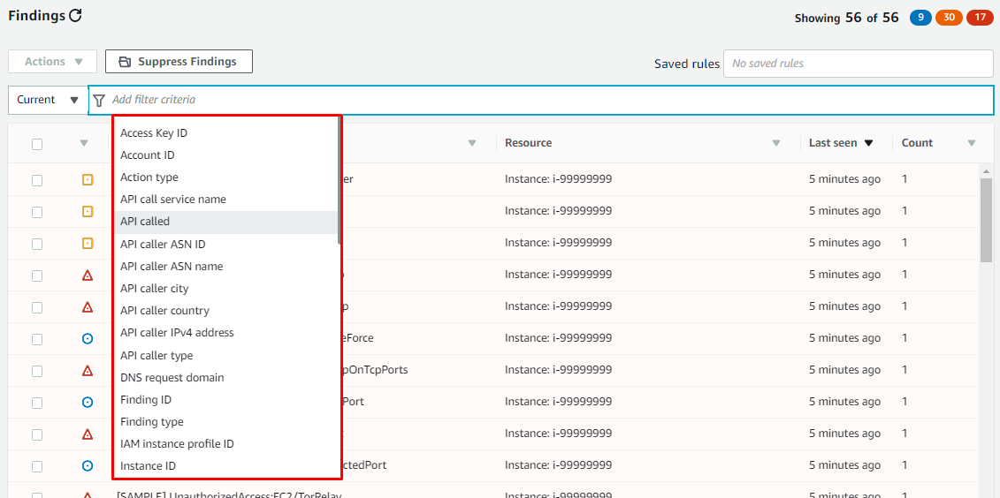 Findings
Showing 56 of 56 9 30 17
Actions Suppress Findings Saved rules No saved rules
Current Add filter criteria
Resource Last seen Count
Access Key ID
Account ID
Action type
er Instance: i-99999999 5 minutes ago 1
API call service name
Instance: i-99999999 5 minutes ago 1
API called
API caller ASN ID
Instance: i-99999999 5 minutes ago 1
API caller ASN name
Instance: i-99999999 5 minutes ago 1
API caller city
API caller country
p Instance: i-99999999 5 minutes ago 1
API caller IPv4 address
eForce Instance: i-99999999 5 minutes ago 1
API caller type
pOnTcpPorts Instance: i-99999999 5 minutes ago 1
DNS request domain
Finding ID
Port Instance: i-99999999 5 minutes ago 1
Finding type
Instance: i-99999999 5 minutes ago 1
IAM instance profile ID
Instance ID
ctedPort Instance: i-99999999 5 minutes ago 1
[SAMPLE] UnauthorizedAccess:EC2/TorRelay